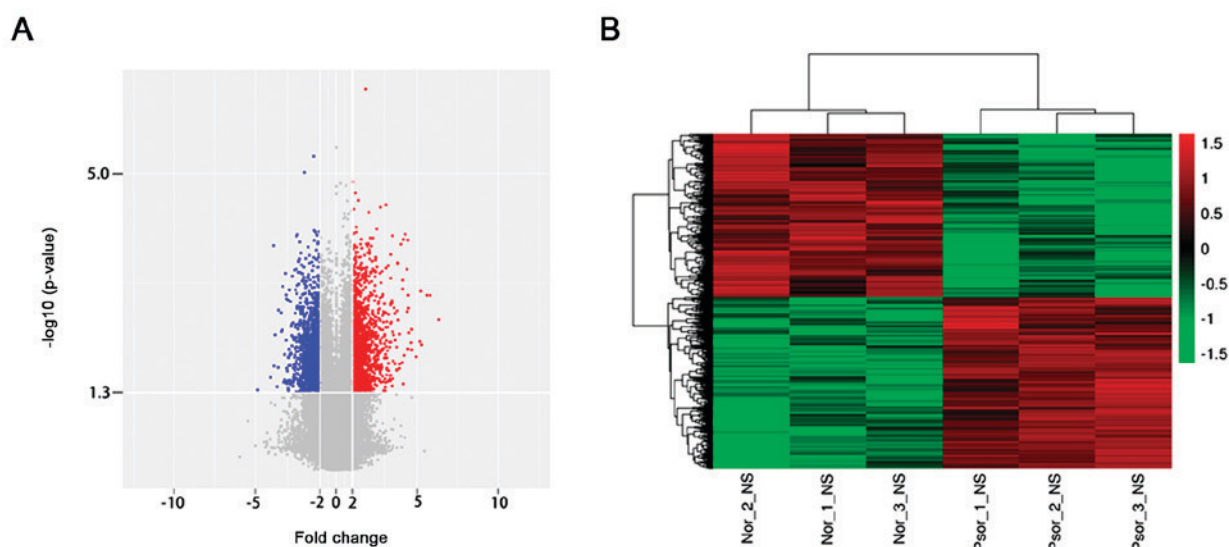 A
B
5.0
1.3
-log10 (p-value)
-10
-5
-2
0
2
5
10
Fold change
1.5
1
0.5
0
-0.5
-1
-1.5
Nor_2_NS
Nor_1_NS
Nor_3_NS
Psor_1_NS
Psor_2_NS
Psor_3_NS